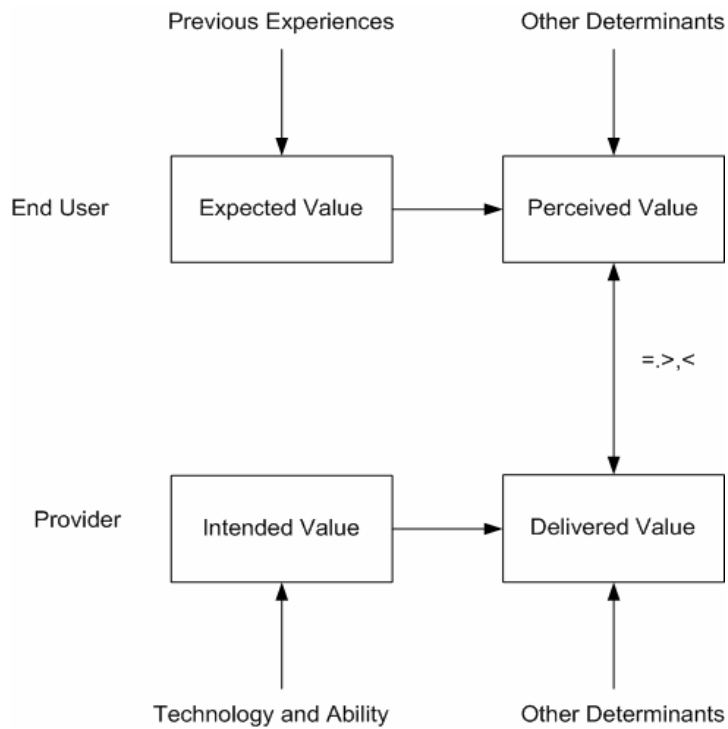 Previous Experiences
Other Determinants
End User
Expected Value
Perceived Value
=.>,<
Provider
Intended Value
Delivered Value
Technology and Ability
Other Determinants